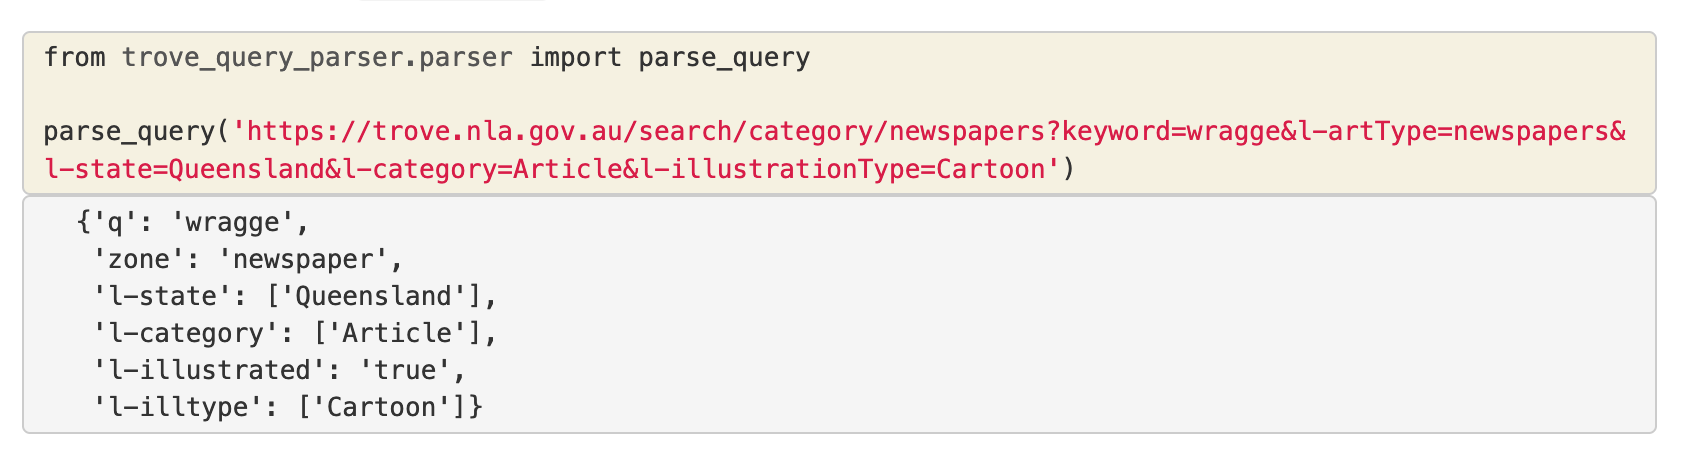 from trove_query_parser.parser import parse_query
parse_query('https://trove.nla.gov.au/search/category/newspapers?keyword=wragge&l-artType=newspapers&
l-state=Queensland&l-category=Article&l-illustrationType=Cartoon')
{'q': 'wragge',
'zone': 'newspaper',
'l-state': ['Queensland'],
'l-category': ['Article'],
'l-illustrated': 'true',
'l-illtype': ['Cartoon']}